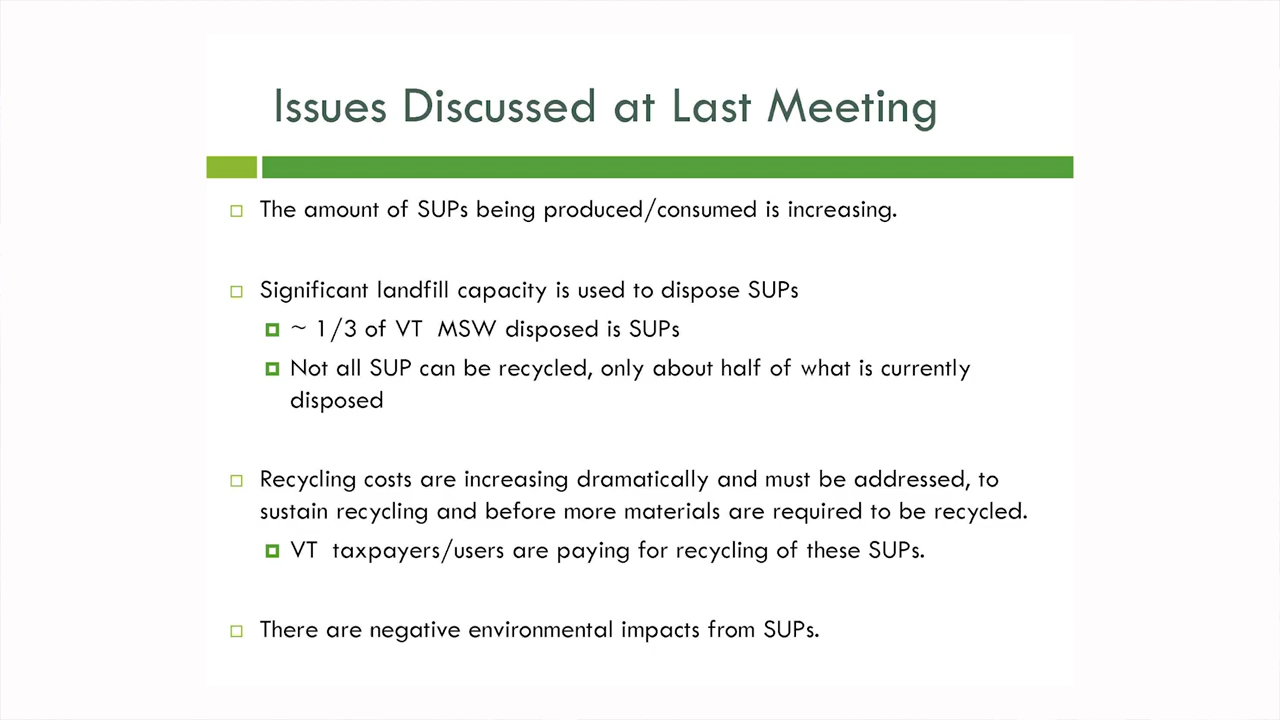 Issues Discussed at Last Meeting
The amount of SUPs being produced/consumed is increasing.
Significant landfill capacity is used to dispose SUPs
~ 1/3 of VT MSW disposed is SUPs
Not all SUP can be recycled, only about half of what is currently
disposed
Recycling costs are increasing dramatically and must be addressed, to
sustain recycling and before more materials are required to be recycled.
VT taxpayers/users are paying for recycling of these SUPs.
There are negative environmental impacts from SUPs.